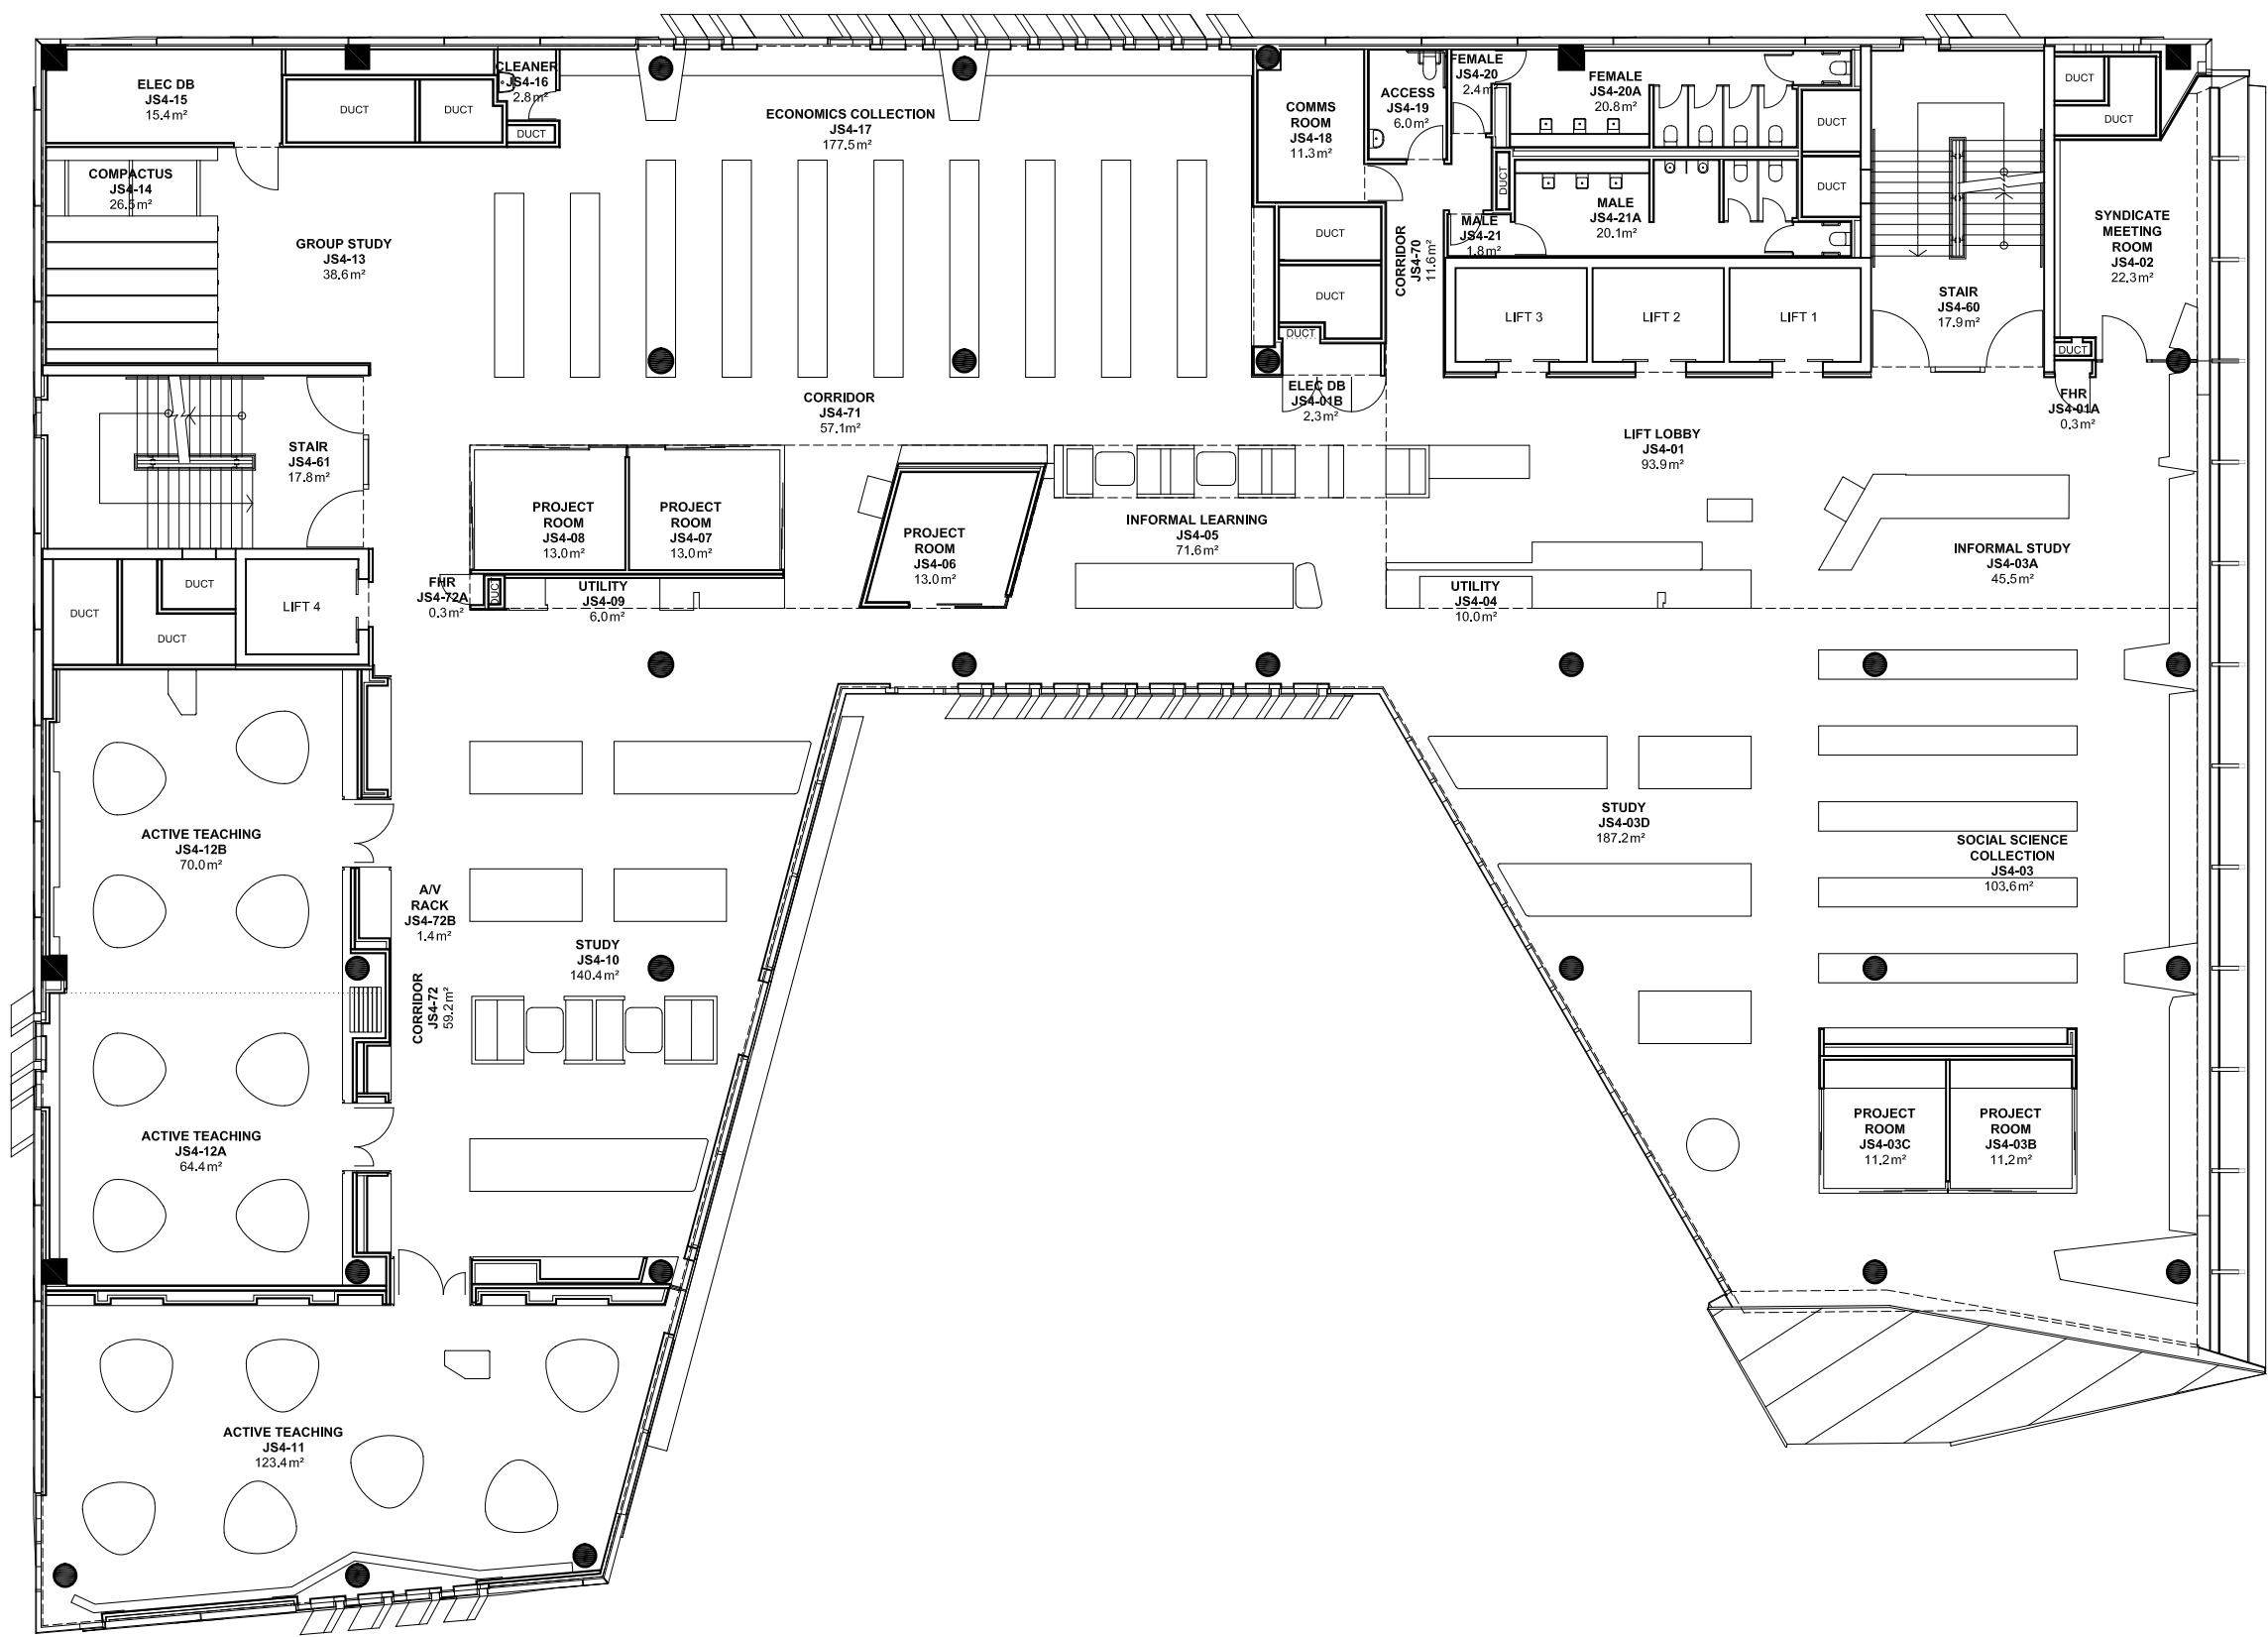 ELEC DB
JS4-15
15.4m²
DUCT
DUCT
CLEANER
JS4-16
2.8m²
DUCT
ECONOMICS COLLECTION
JS4-17
177.5m²
COMMS
ROOM
JS4-18
11.3m²
ACCESS
JS4-19
6.0m²
FEMALE
JS4-20
2.4m²
FEMALE
JS4-20A
20.8m²
DUCT
DUCT
DUCT
DUCT
DUCT
MALE
JS4-21
1.8m²
MALE
JS4-21A
20.1m²
COMPACTUS
JS4-14
26.5m²
GROUP STUDY
JS4-13
38.6m²
DUCT
DUCT
DUCT
CORRIDOR
JS4-70
11.6m²
LIFT 3
LIFT 2
LIFT 1
STAIR
JS4-60
17.9m²
SYNDICATE
MEETING
ROOM
JS4-02
22.3m²
DUCT
FHR
JS4-01A
0.3m²
ELEC DB
JS4-01B
2.3m²
CORRIDOR
JS4-71
57.1m²
LIFT LOBBY
JS4-01
93.9m²
STAIR
JS4-61
17.8m²
PROJECT
ROOM
JS4-08
13.0m²
PROJECT
ROOM
JS4-07
13.0m²
PROJECT
ROOM
JS4-06
13.0m²
INFORMAL LEARNING
JS4-05
71.6m²
INFORMAL STUDY
JS4-03A
45.5m²
DUCT
DUCT
DUCT
LIFT 4
FHR
JS4-72A
0.3m²
DUCT
UTILITY
JS4-09
6.0m²
UTILITY
JS4-04
10.0m²
ACTIVE TEACHING
JS4-12B
70.0m²
A/V
RACK
JS4-72B
1.4m²
STUDY
JS4-10
140.4m²
CORRIDOR
JS4-72
59.2m²
STUDY
JS4-03D
187.2m²
SOCIAL SCIENCE
COLLECTION
JS4-03
103.6m²
ACTIVE TEACHING
JS4-12A
64.4m²
PROJECT
ROOM
JS4-03C
11.2m²
PROJECT
ROOM
JS4-03B
11.2m²
ACTIVE TEACHING
JS4-11
123.4m²